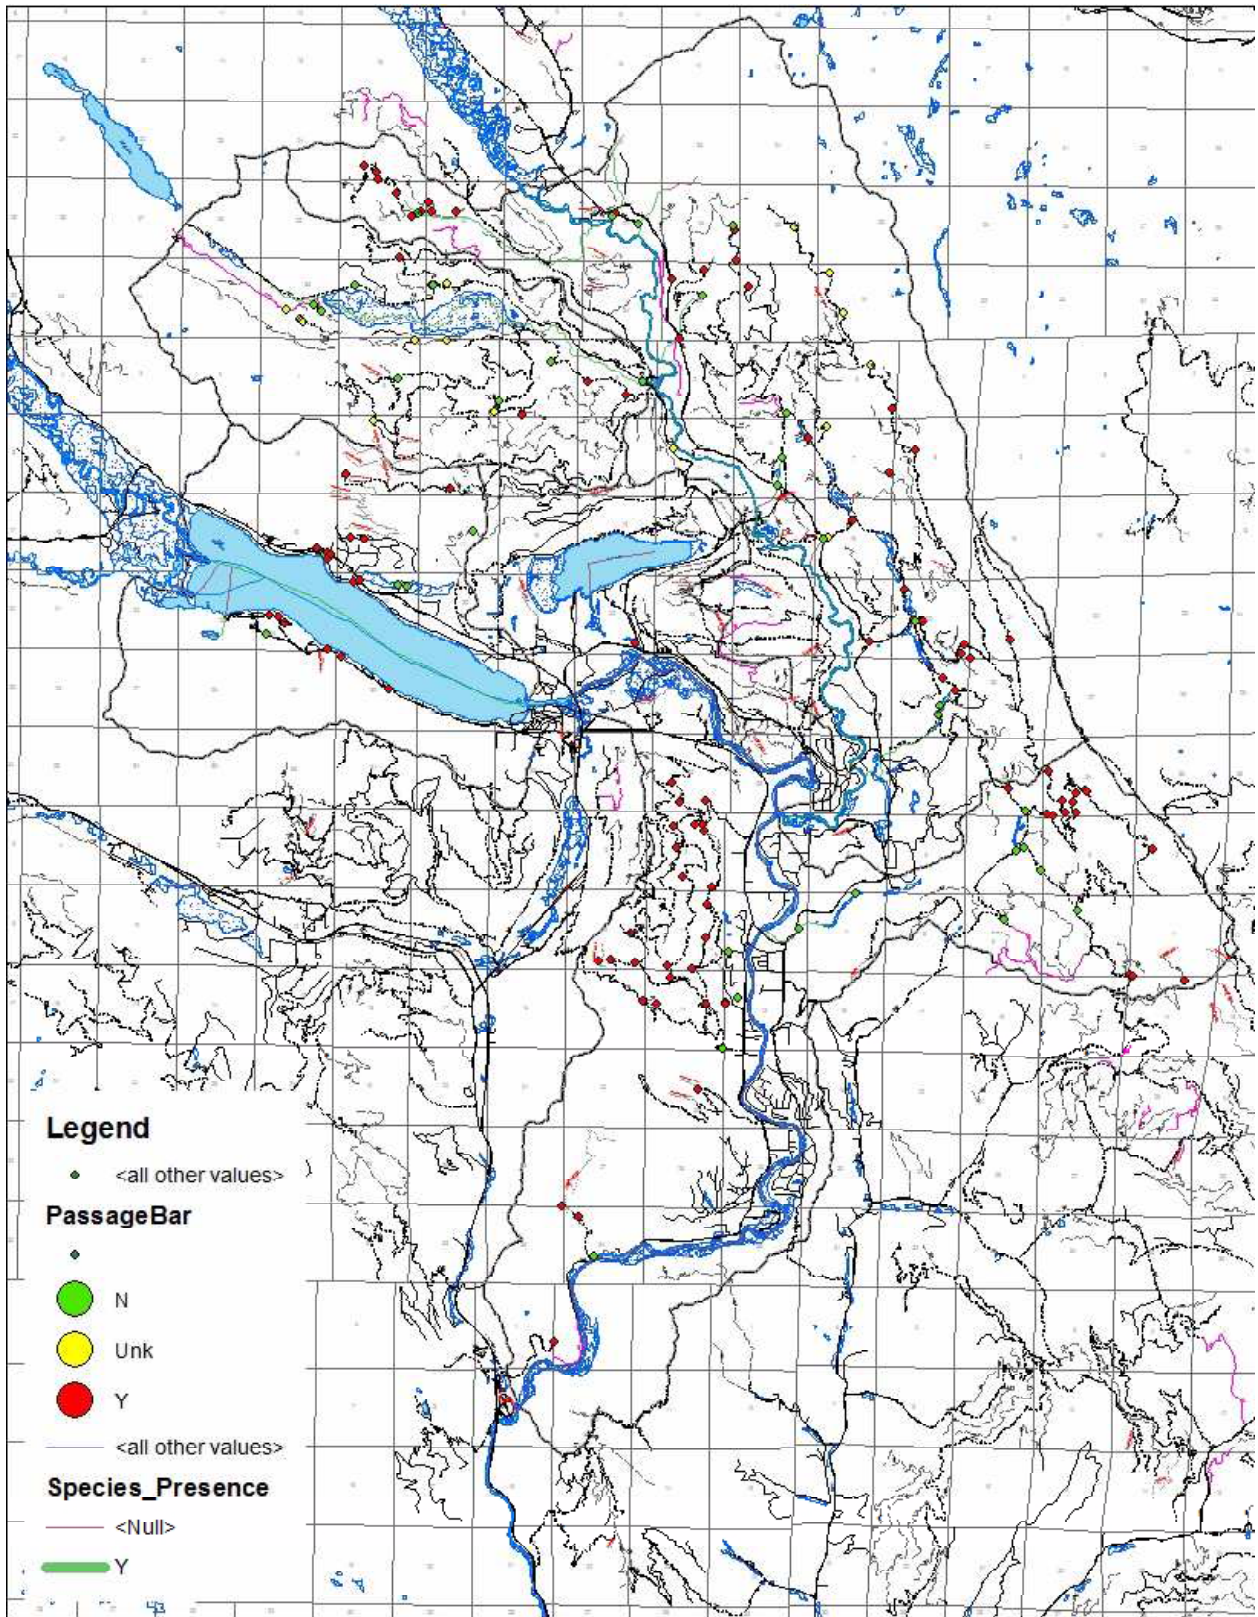 Legend
<all other values>
PassageBar
N
Unk
Y
<all other values>
Species_Presence
<Null>
Y